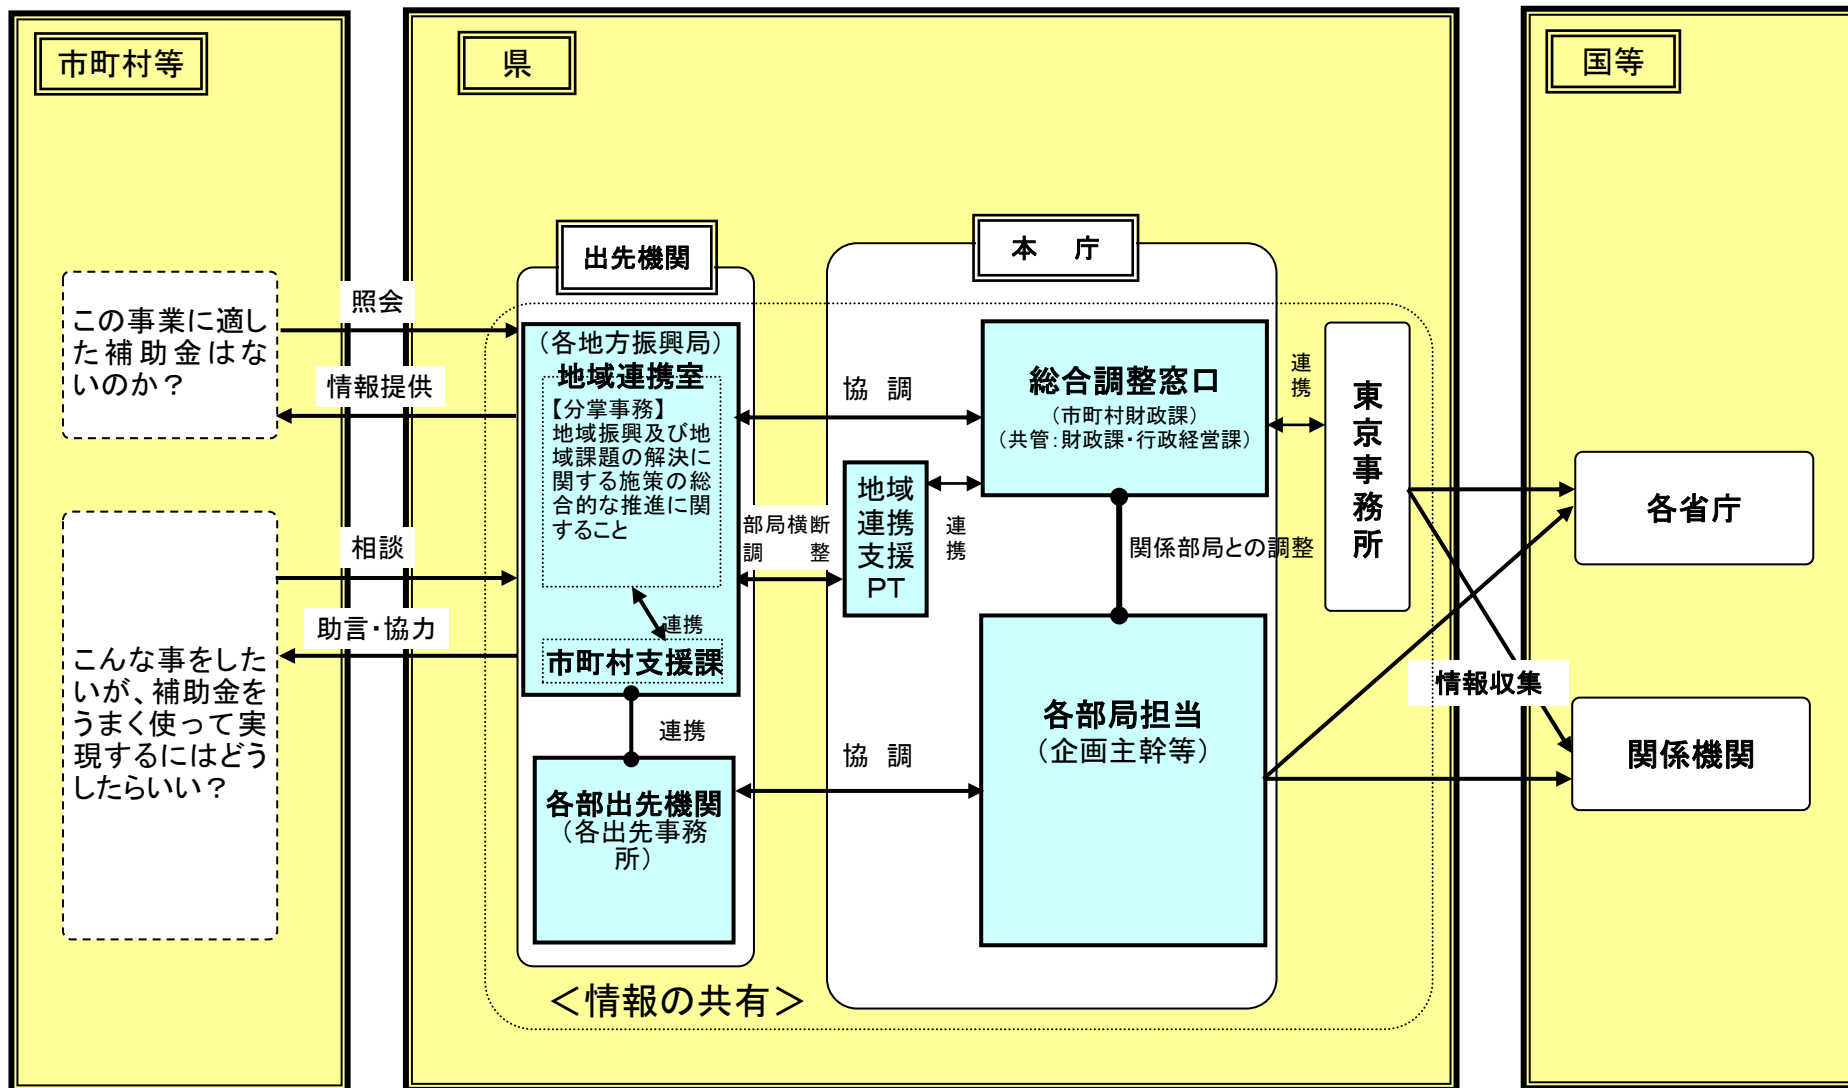 市町村等
県
国等
出先機関
本　庁
この事業に適し
た補助金はな
いのか？
照会
情報提供
こんな事をした
いが、補助金を
うまく使って実
現するにはどう
したらいい？
相談
助言・協力
（各地方振興局）
地域連携室
【分掌事務】
地域振興及び地
域課題の解決に
関する施策の総
合的な推進に関
すること
連携
市町村支援課
連携
各部出先機関
（各出先事務
所）
協　調
部局横断
調　整
協　調
地域
連携
支援
ＰＴ
連携
総合調整窓口
（市町村財政課）
（共管：財政課・行政経営課）
関係部局との調整
各部局担当
（企画主幹等）
連携
東京事務所
情報収集
各省庁
関係機関
＜情報の共有＞